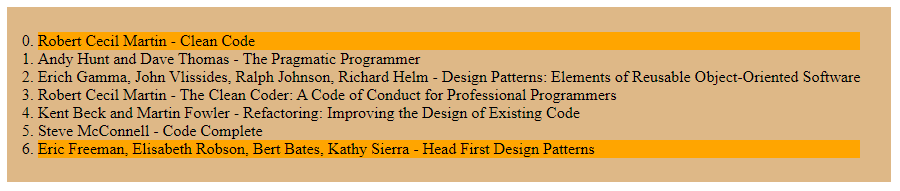 0. Robert Cecil Martin - Clean Code
1. Andy Hunt and Dave Thomas - The Pragmatic Programmer
2. Erich Gamma, John Vlissides, Ralph Johnson, Richard Helm - Design Patterns: Elements of Reusable Object-Oriented Software
3. Robert Cecil Martin - The Clean Coder: A Code of Conduct for Professional Programmers
4. Kent Beck and Martin Fowler - Refactoring: Improving the Design of Existing Code
5. Steve McConnell - Code Complete
6. Eric Freeman, Elisabeth Robson, Bert Bates, Kathy Sierra - Head First Design Patterns